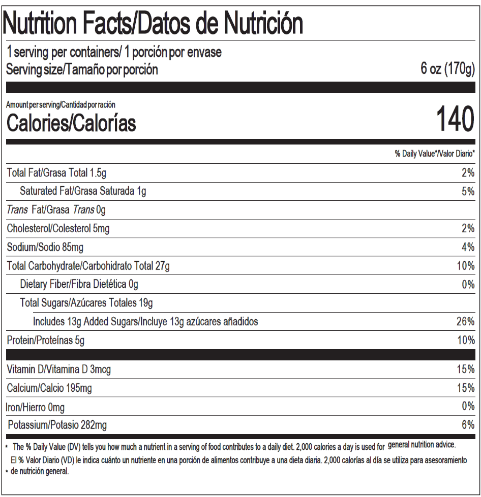 Nutrition Facts/Datos de Nutrición
1 serving per containers/ 1 porción por envase
Serving size/Tamaño por porción 6 oz (170g)
Amount per serving/Cantidad por ración
Calories/Calorías 140
% Daily Value*/Valor Diario*
Total Fat/Grasa Total 1.5g 2%
Saturated Fat/Grasa Saturada 1g 5%
Trans Fat/Grasa Trans 0g
Cholesterol/Colesterol 5mg 2%
Sodium/Sodio 85mg 4%
Total Carbohydrate/Carbohidrato Total 27g 10%
Dietary Fiber/Fibra Dietética 0g 0%
Total Sugars/Azúcares Totales 19g
Includes 13g Added Sugars/Incluye 13g azúcares añadidos 26%
Protein/Proteínas 5g 10%
Vitamin D/Vitamina D 3mcg 15%
Calcium/Calcio 195mg 15%
Iron/Hierro 0mg 0%
Potassium/Potasio 282mg 6%
* The % Daily Value (DV) tells you how much a nutrient in a serving of food contributes to a daily diet. 2,000 calories a day is used for general nutrition advice.
El % Valor Diario (VD) le indica cuánto un nutriente en una porción de alimentos contribuye a una dieta diaria. 2,000 calorías al día se utiliza para asesoramiento
* de nutrición general.